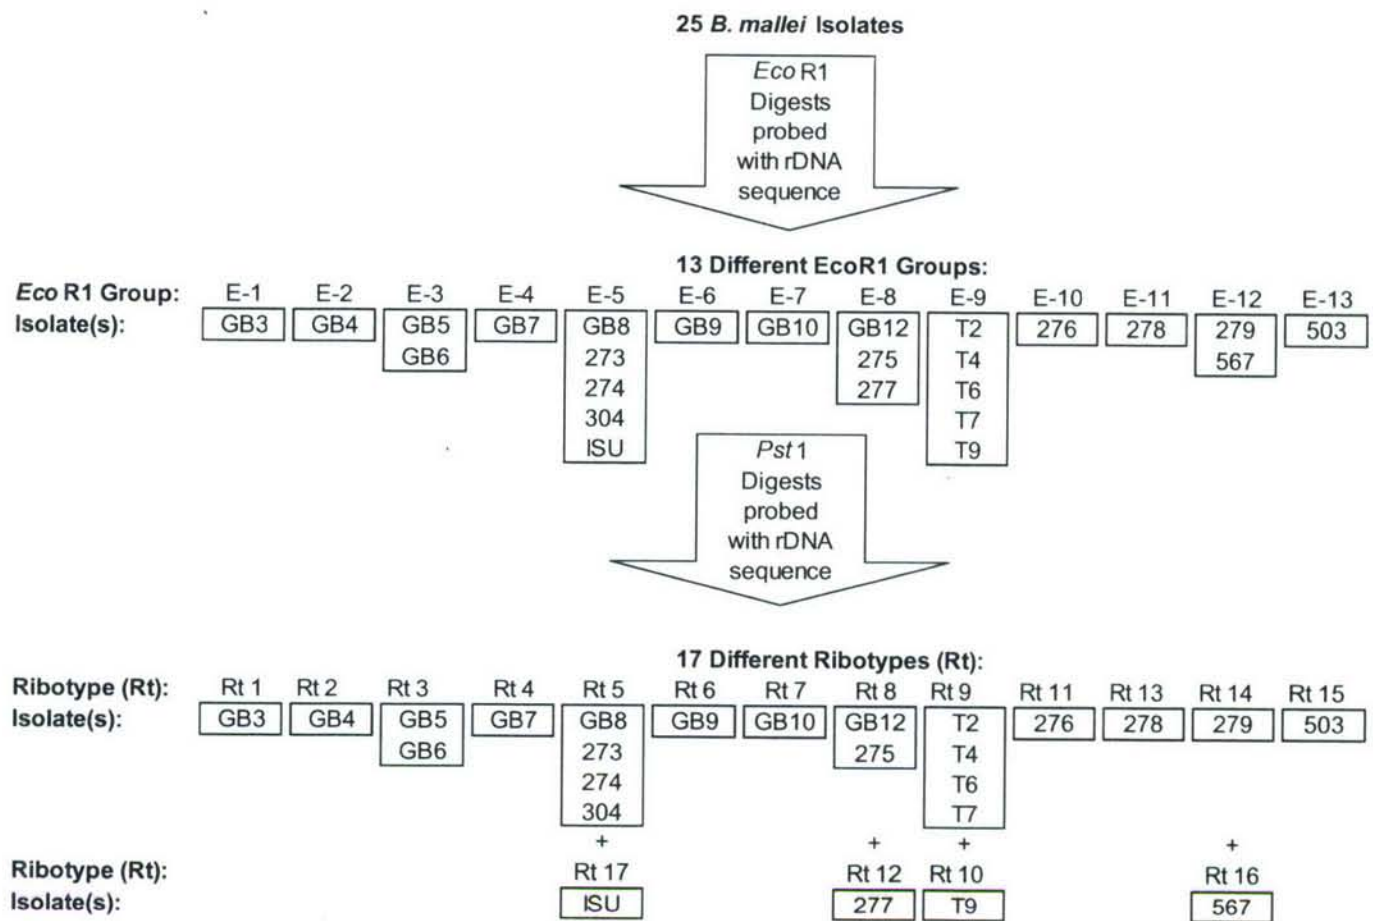 25 B. mallei Isolates
Eco R1
Digests
probed
with rDNA
sequence
13 Different EcoR1 Groups:
Eco R1 Group: E-1 E-2 E-3 E-4 E-5 E-6 E-7 E-8 E-9 E-10 E-11 E-12 E-13
Isolate(s): GB3 GB4 GB5 GB7 GB8 GB9 GB10 GB12 T2 276 278 279 503
GB6 273 275 T4 567
274 277 T6
304 T7
ISU T9
Pst 1
Digests
probed
with rDNA
sequence
17 Different Ribotypes (Rt):
Ribotype (Rt): Rt 1 Rt 2 Rt 3 Rt 4 Rt 5 Rt 6 Rt 7 Rt 8 Rt 9 Rt 11 Rt 13 Rt 14 Rt 15
Isolate(s): GB3 GB4 GB5 GB7 GB8 GB9 GB10 GB12 T2 276 278 279 503
GB6 273 275 T4
274 T6
304 T7
+ + + +
Ribotype (Rt): Rt 17 Rt 12 Rt 10 Rt 16
Isolate(s): ISU 277 T9 567